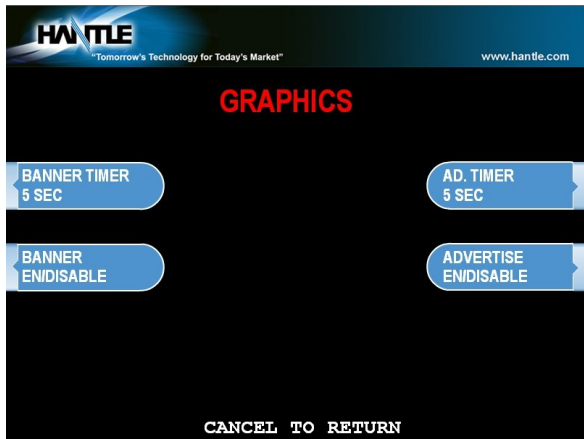 HANTLE
"Tomorrow's Technology for Today's Market"
www.hantle.com
GRAPHICS
BANNER TIMER
5 SEC
AD. TIMER
5 SEC
BANNER
EN/DISABLE
ADVERTISE
EN/DISABLE
CANCEL TO RETURN